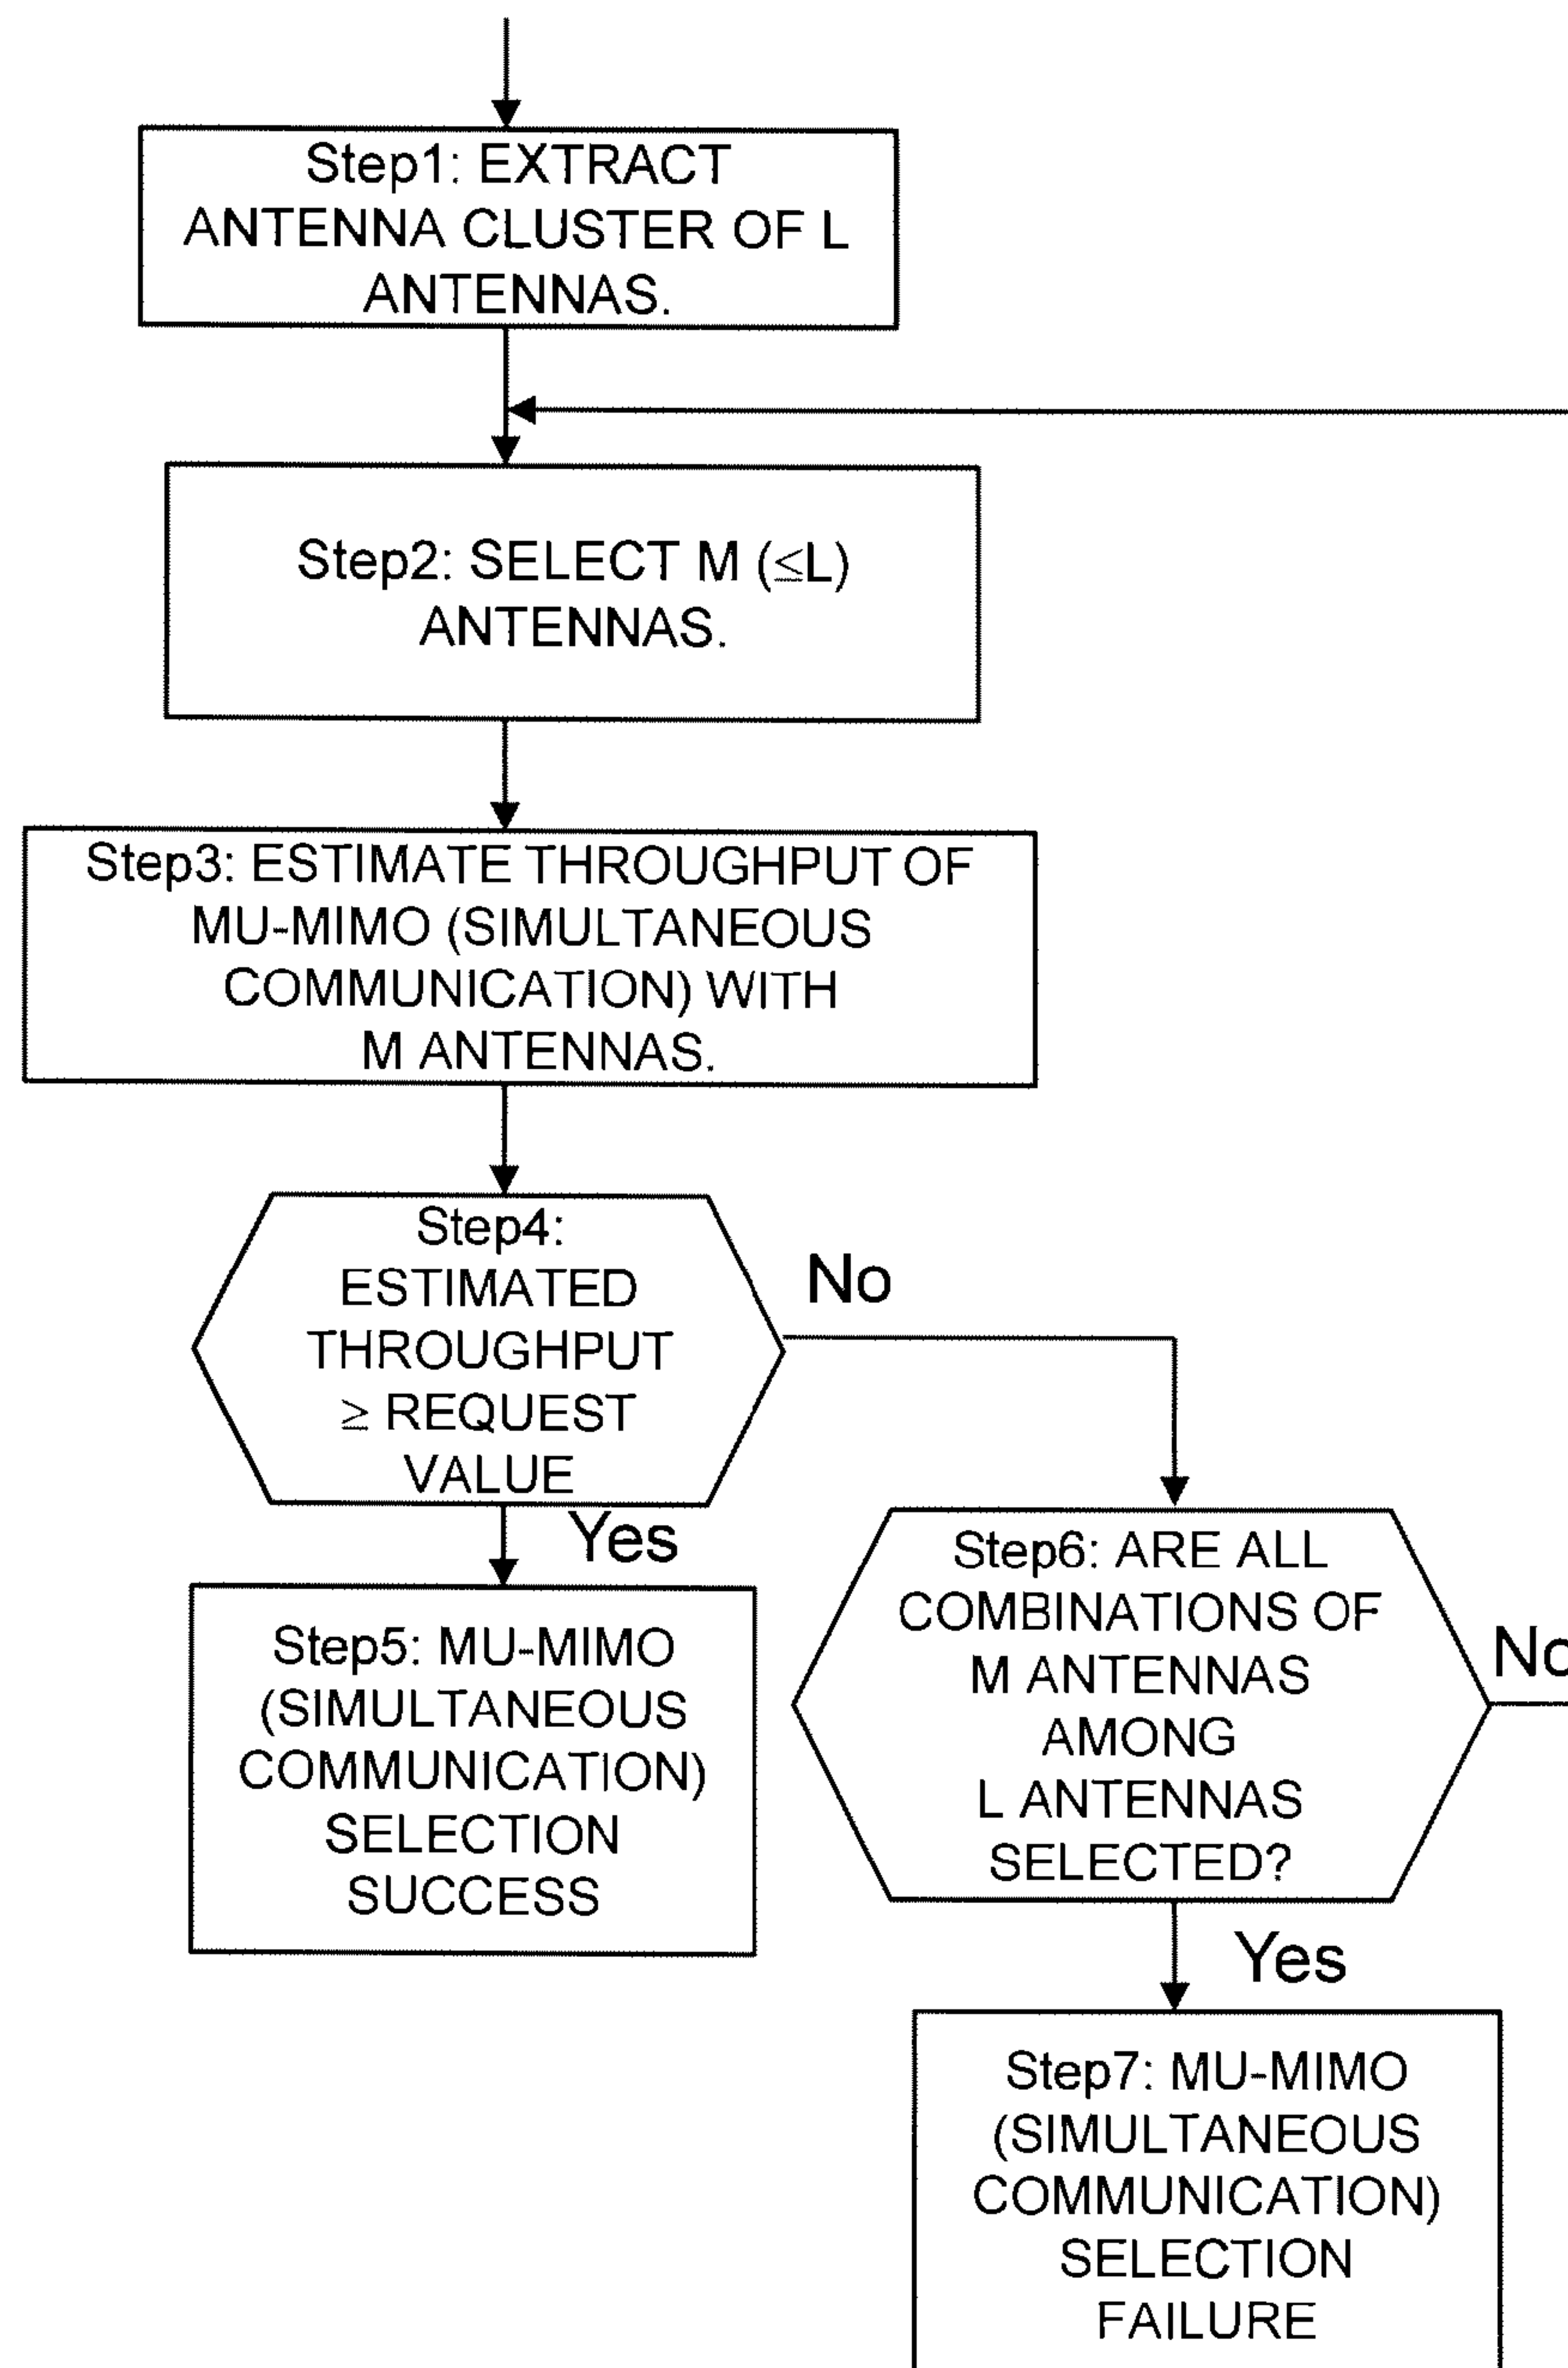 Step1: EXTRACT
ANTENNA CLUSTER OF L
ANTENNAS.
Step2: SELECT M (≦L)
ANTENNAS.
Step3: ESTIMATE THROUGHPUT OF
MU-MIMO (SIMULTANEOUS
COMMUNICATION) WITH
M ANTENNAS.
Step4:
ESTIMATED
THROUGHPUT
≥ REQUEST
VALUE
No
Yes
Step5: MU-MIMO
(SIMULTANEOUS
COMMUNICATION)
SELECTION
SUCCESS
Step6: ARE ALL
COMBINATIONS OF
M ANTENNAS
AMONG
L ANTENNAS
SELECTED?
No
Yes
Step7: MU-MIMO
(SIMULTANEOUS
COMMUNICATION)
SELECTION
FAILURE